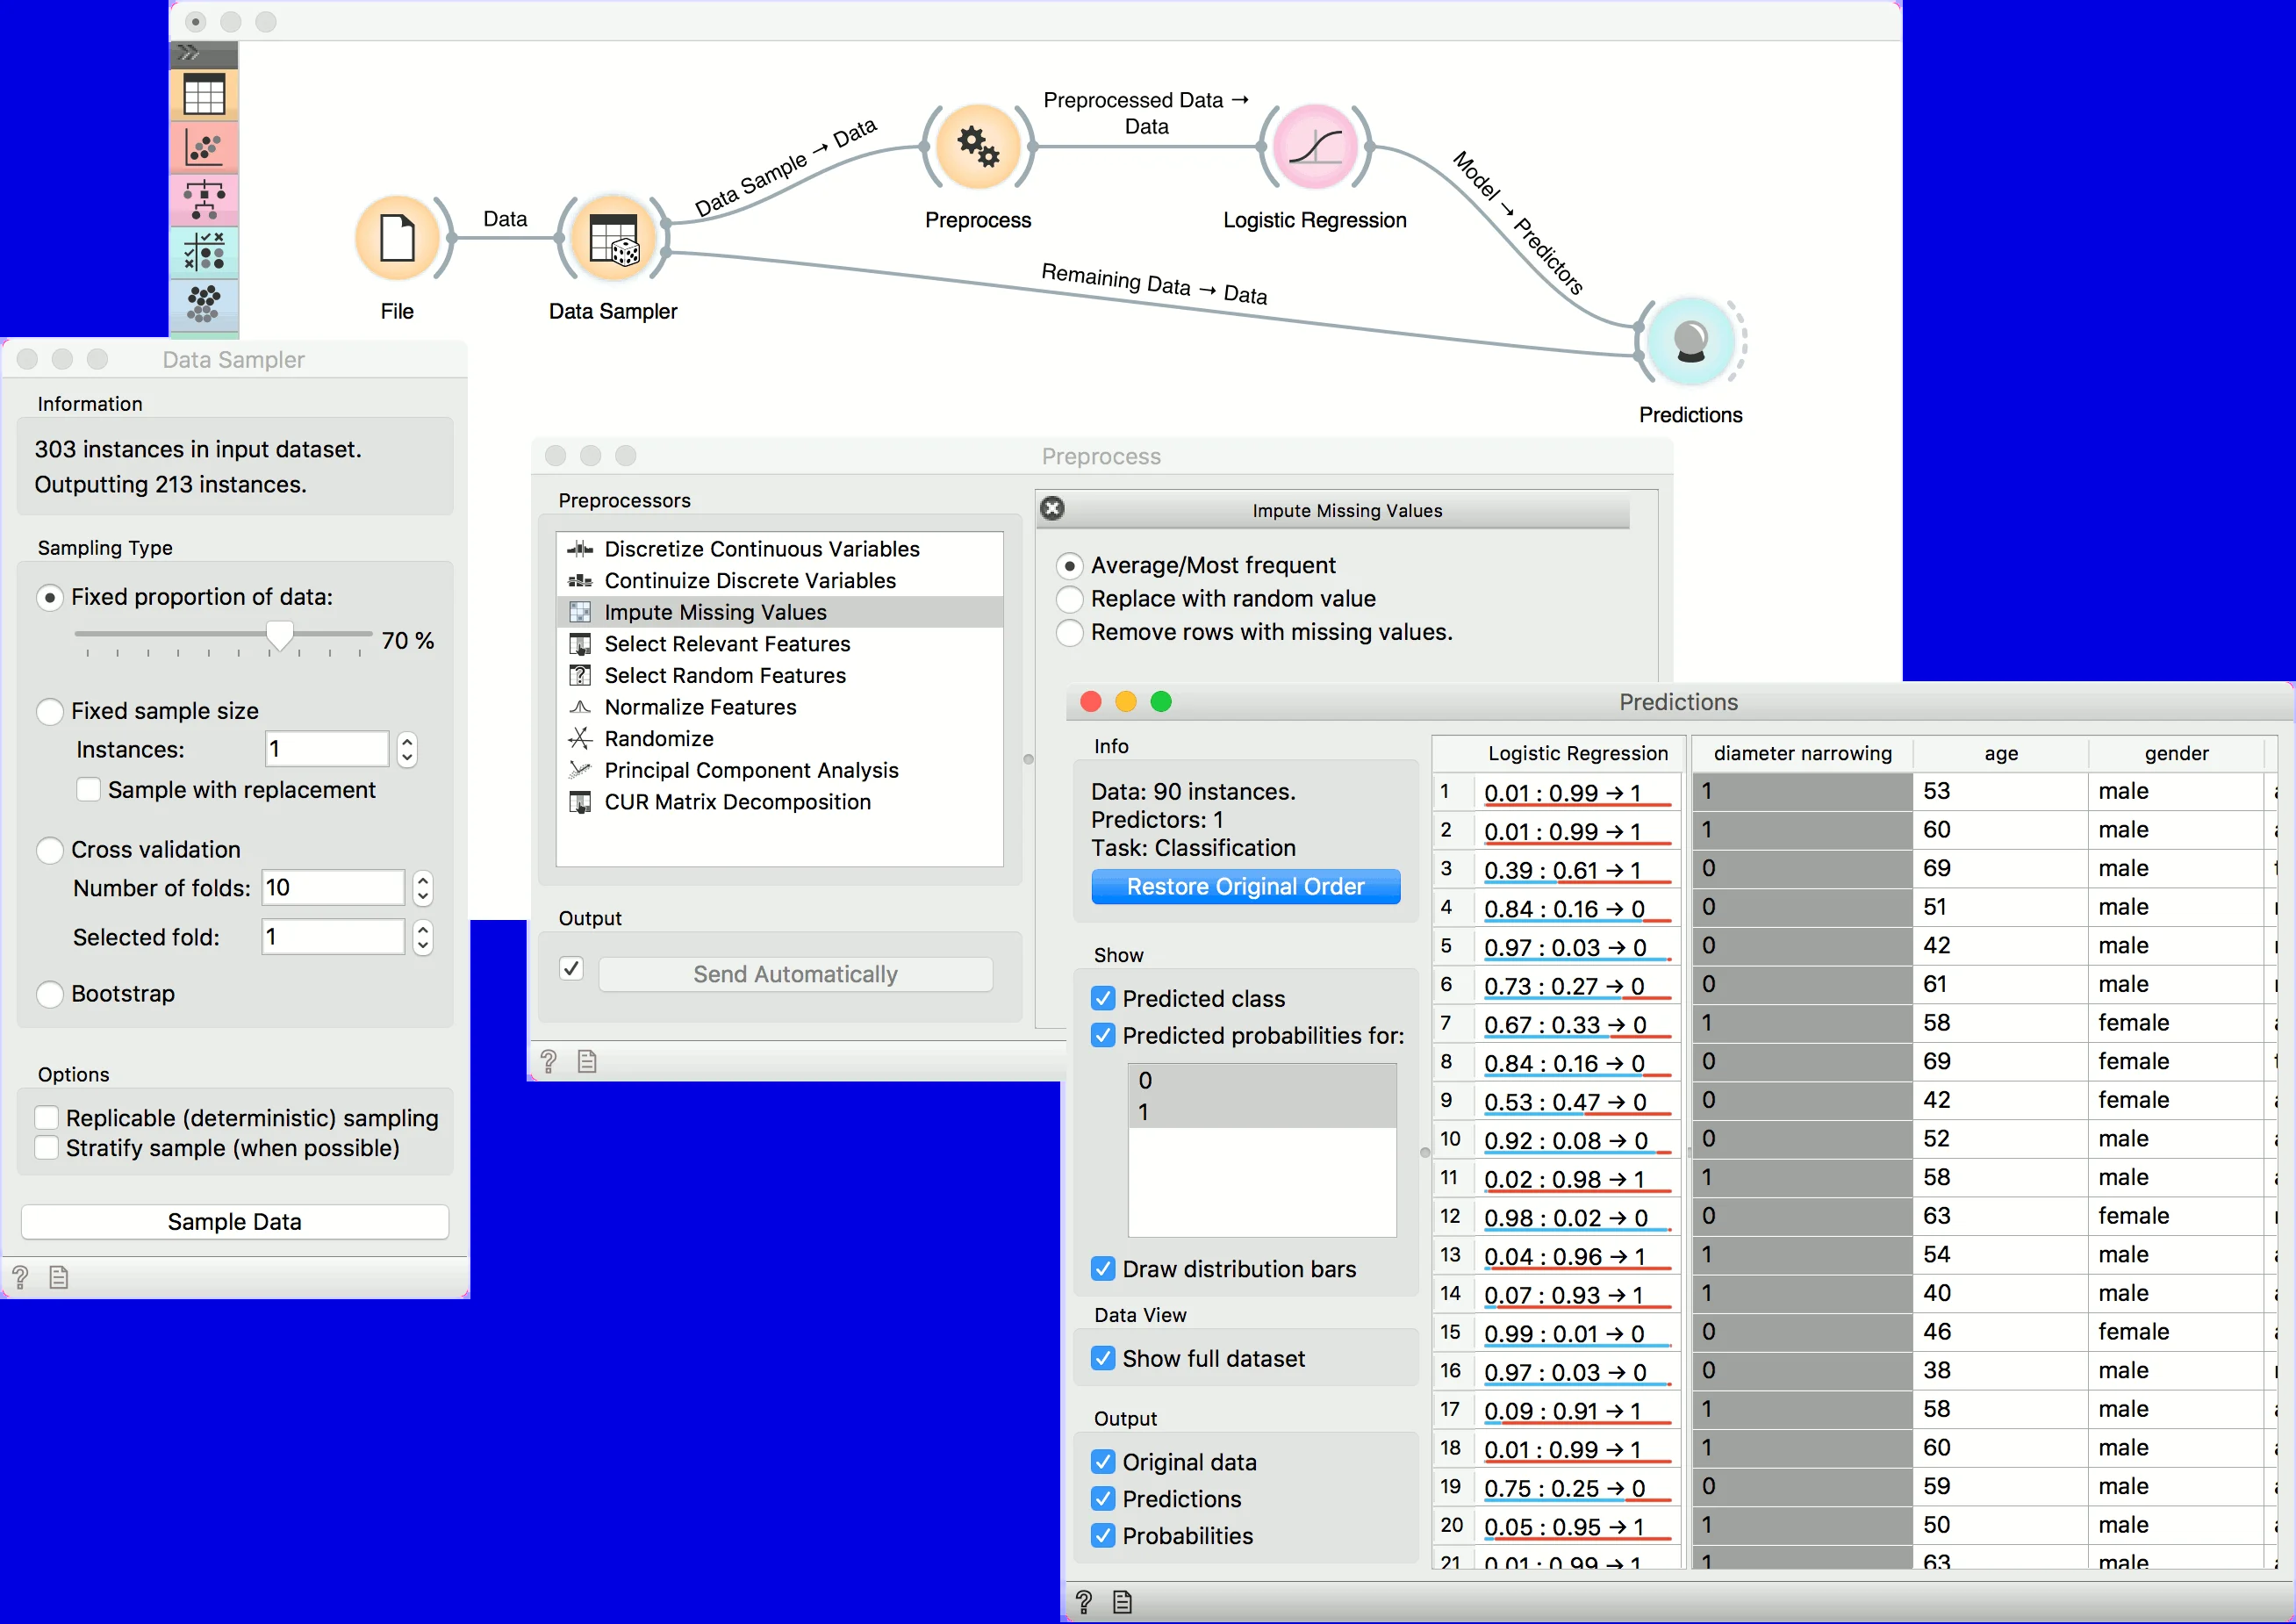 Data
Data Sample → Data
Preprocessed Data →
Data
Model → Predictors
Remaining Data → Data
File
Data Sampler
Preprocess
Logistic Regression
Predictions
Data Sampler
Information
303 instances in input dataset.
Outputting 213 instances.
Sampling Type
Fixed proportion of data:
70 %
Fixed sample size
Instances: 1
Sample with replacement
Cross validation
Number of folds: 10
Selected fold: 1
Bootstrap
Options
Replicable (deterministic) sampling
Stratify sample (when possible)
Sample Data
Preprocess
Preprocessors
Discretize Continuous Variables
Continuize Discrete Variables
Impute Missing Values
Select Relevant Features
Select Random Features
Normalize Features
Randomize
Principal Component Analysis
CUR Matrix Decomposition
Output
Send Automatically
Impute Missing Values
Average/Most frequent
Replace with random value
Remove rows with missing values.
Predictions
Info
Data: 90 instances.
Predictors: 1
Task: Classification
Restore Original Order
Show
Predicted class
Predicted probabilities for:
0
1
Draw distribution bars
Data View
Show full dataset
Output
Original data
Predictions
Probabilities
Logistic Regression diameter narrowing age gender
1 0.01 : 0.99 → 1 1 53 male
2 0.01 : 0.99 → 1 1 60 male
3 0.39 : 0.61 → 1 0 69 male
4 0.84 : 0.16 → 0 0 51 male
5 0.97 : 0.03 → 0 0 42 male
6 0.73 : 0.27 → 0 0 61 male
7 0.67 : 0.33 → 0 1 58 female
8 0.84 : 0.16 → 0 0 69 female
9 0.53 : 0.47 → 0 0 42 female
10 0.92 : 0.08 → 0 0 52 male
11 0.02 : 0.98 → 1 1 58 male
12 0.98 : 0.02 → 0 0 63 female
13 0.04 : 0.96 → 1 1 54 male
14 0.07 : 0.93 → 1 1 40 male
15 0.99 : 0.01 → 0 0 46 female
16 0.97 : 0.03 → 0 0 38 male
17 0.09 : 0.91 → 1 1 58 male
18 0.01 : 0.99 → 1 1 60 male
19 0.75 : 0.25 → 0 0 59 male
20 0.05 : 0.95 → 1 1 50 male
21 0.01 : 0.99 → 1 1 63 male